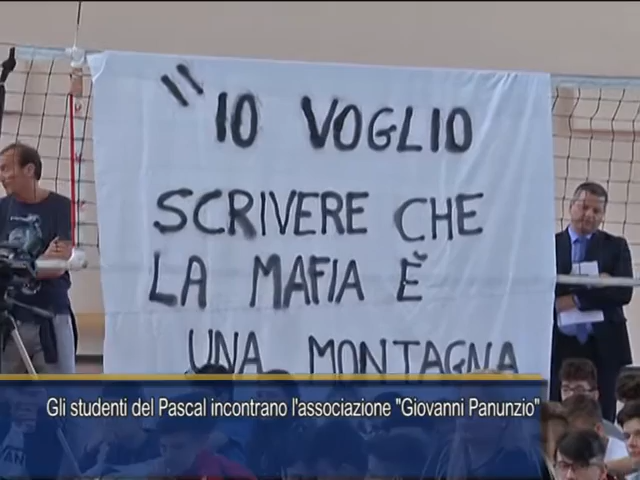 "IO VOGLIO
SCRIVERE CHE
LA MAFIA È
UNA MONTAGNA
Gli studenti del Pascal incontrano l'associazione "Giovanni Panunzio"